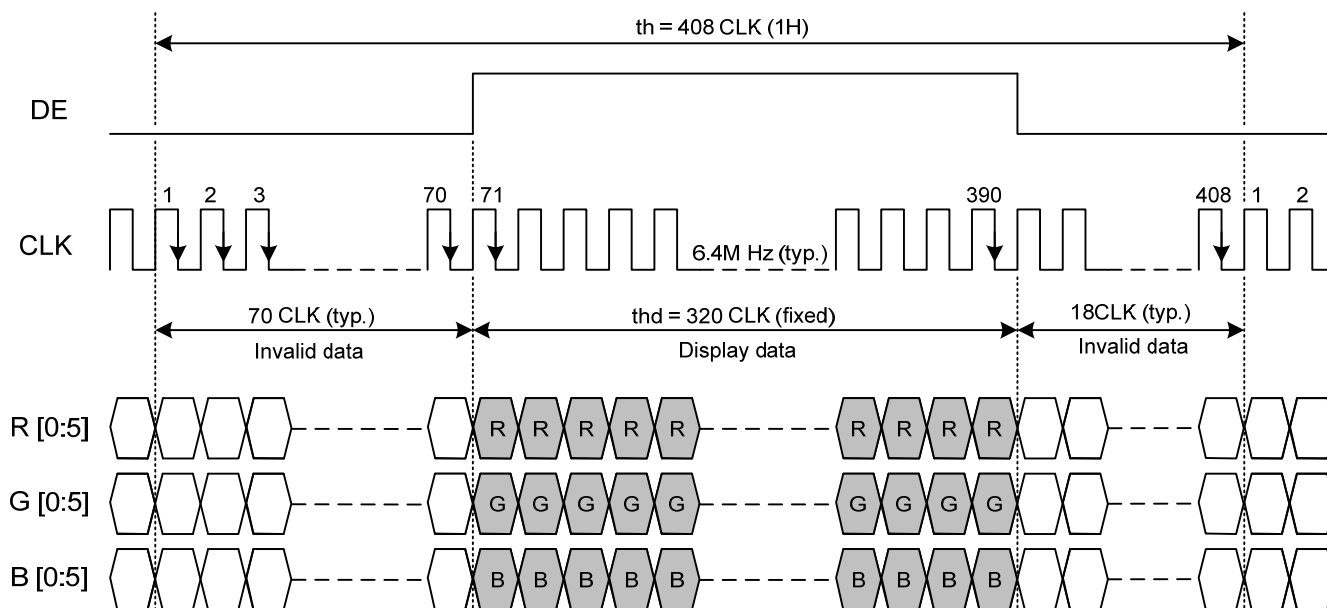 th = 408 CLK (1H)
DE
1 2 3 70 71 390 408 1 2
CLK
6.4M Hz (typ.)
70 CLK (typ.) thd = 320 CLK (fixed) 18CLK (typ.)
Invalid data Display data Invalid data
R [0:5] R R R R R R R R R
G [0:5] G G G G G G G G G
B [0:5] B B B B B B B B B